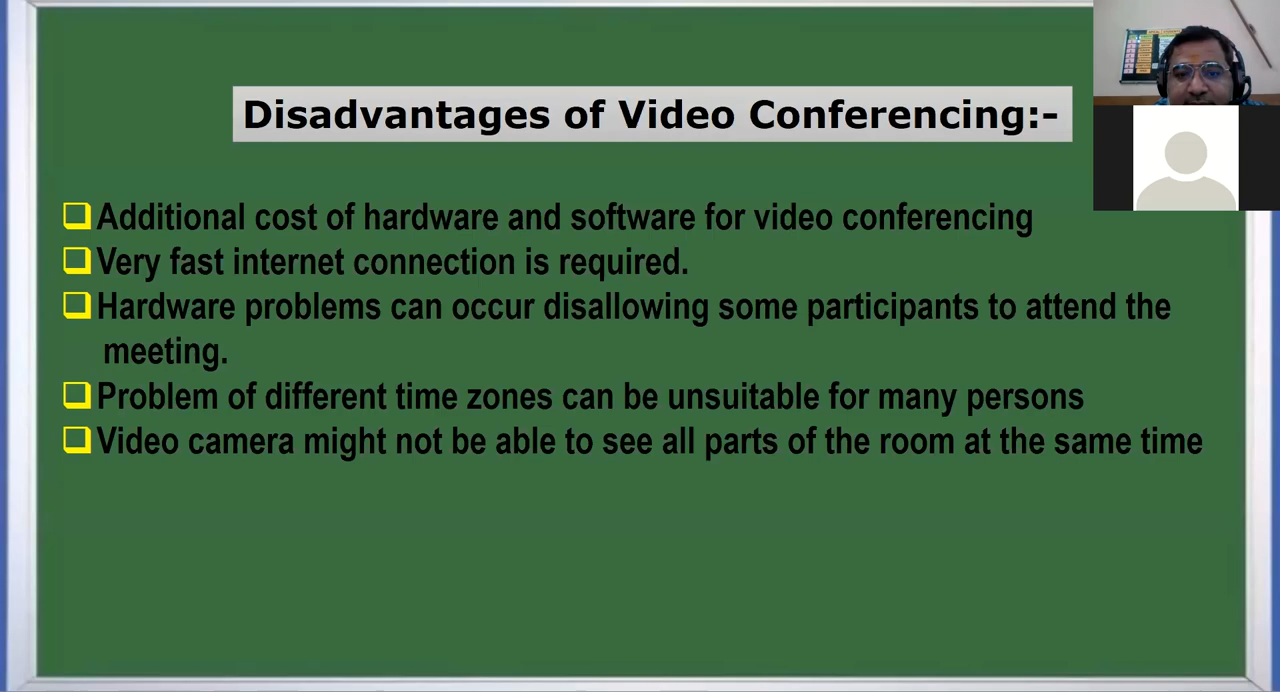 Disadvantages of Video Conferencing:-
Additional cost of hardware and software for video conferencing
Very fast internet connection is required.
Hardware problems can occur disallowing some participants to attend the
meeting.
Problem of different time zones can be unsuitable for many persons
Video camera might not be able to see all parts of the room at the same time